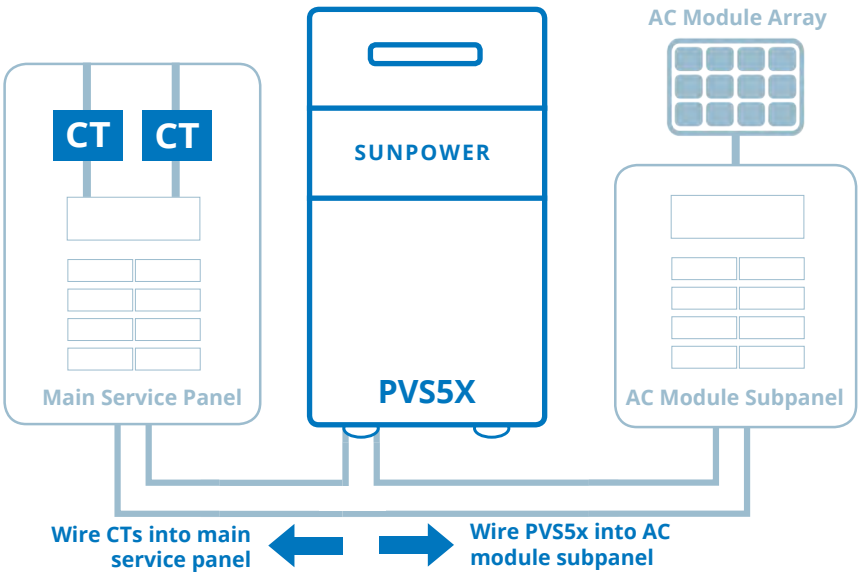 AC Module Array
CT
CT
SUNPOWER
PVS5X
Main Service Panel
AC Module Subpanel
Wire CTs into main
service panel
Wire PVS5x into AC
module subpanel